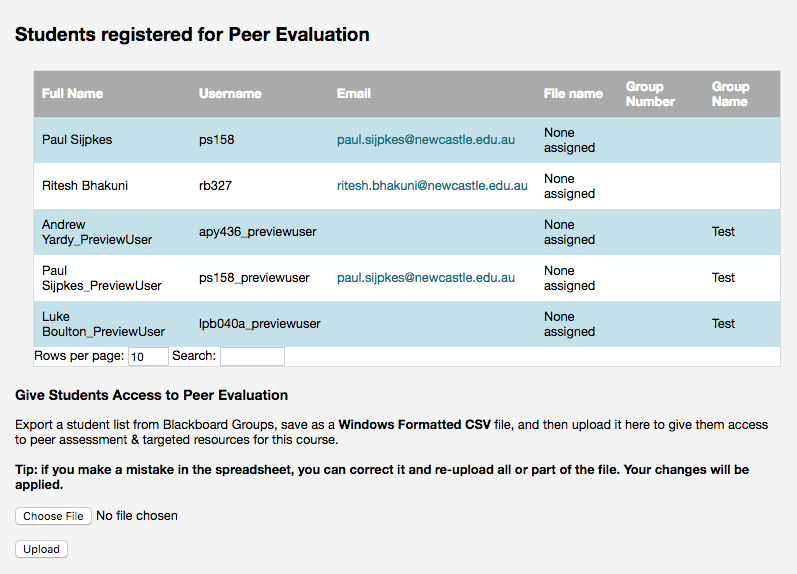 Students registered for Peer Evaluation
Full Name Username Email File name Group Number Group Name
Paul Sijpkes ps158 paul.sijpkes@newcastle.edu.au None assigned
Ritesh Bhakuni rb327 ritesh.bhakuni@newcastle.edu.au None assigned
Andrew Yardy_PreviewUser apy436_previewuser None assigned Test
Paul Sijpkes_PreviewUser ps158_previewuser paul.sijpkes@newcastle.edu.au None assigned Test
Luke Boulton_PreviewUser lpb040a_previewuser None assigned Test
Rows per page: 10 Search:
Give Students Access to Peer Evaluation
Export a student list from Blackboard Groups, save as a Windows Formatted CSV file, and then upload it here to give them access
to peer assessment & targeted resources for this course.
Tip: if you make a mistake in the spreadsheet, you can correct it and re-upload all or part of the file. Your changes will be
applied.
Choose File No file chosen
Upload